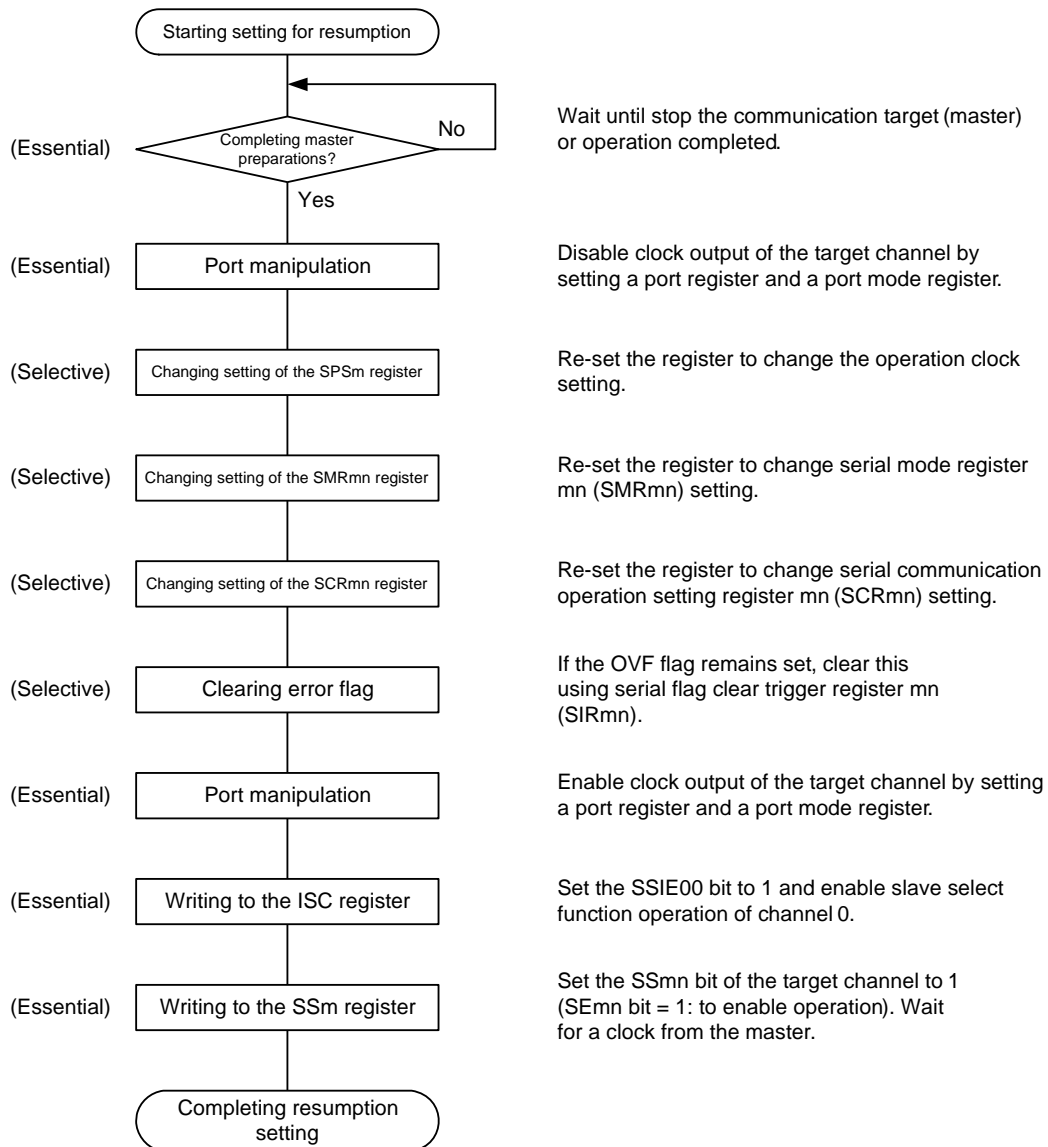 Starting setting for resumption
(Essential)
Completing master
preparations?
No
Yes
Wait until stop the communication target (master)
or operation completed.
(Essential)
Port manipulation
Disable clock output of the target channel by
setting a port register and a port mode register.
(Selective)
Changing setting of the SPSm register
Re-set the register to change the operation clock
setting.
(Selective)
Changing setting of the SMRmn register
Re-set the register to change serial mode register
mn (SMRmn) setting.
(Selective)
Changing setting of the SCRmn register
Re-set the register to change serial communication
operation setting register mn (SCRmn) setting.
(Selective)
Clearing error flag
If the OVF flag remains set, clear this
using serial flag clear trigger register mn
(SIRmn).
(Essential)
Port manipulation
Enable clock output of the target channel by setting
a port register and a port mode register.
(Essential)
Writing to the ISC register
Set the SSIE00 bit to 1 and enable slave select
function operation of channel 0.
(Essential)
Writing to the SSm register
Set the SSmn bit of the target channel to 1
(SEmn bit = 1: to enable operation). Wait
for a clock from the master.
Completing resumption
setting